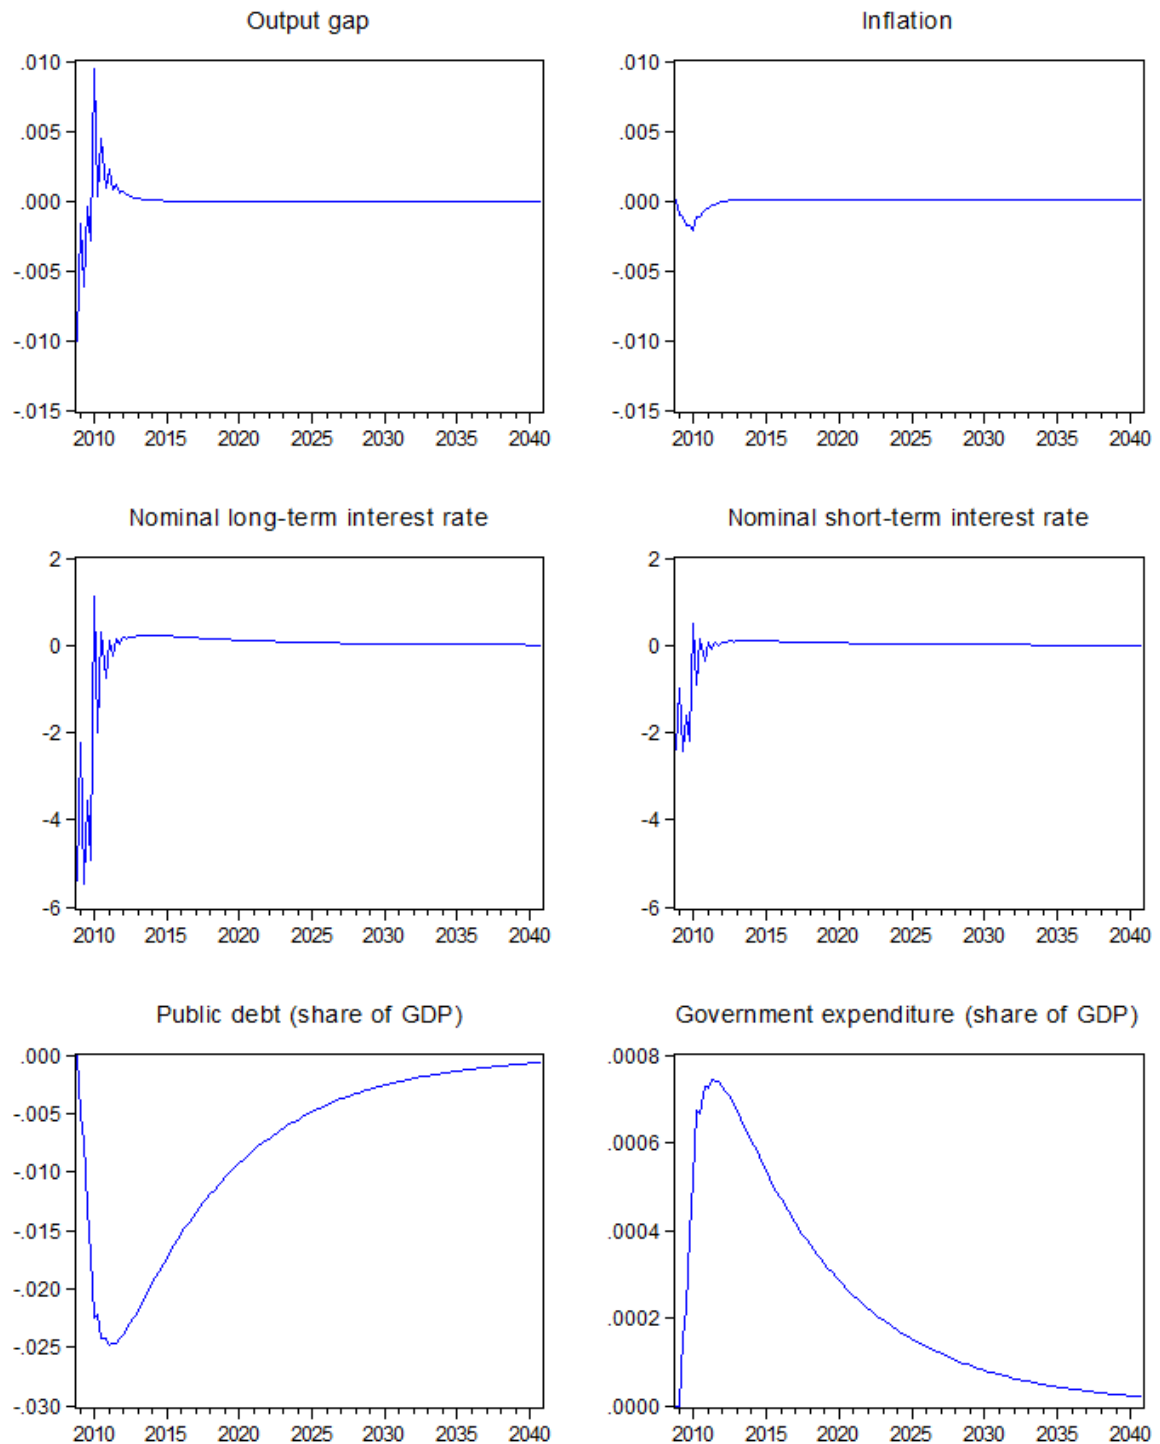 Output gap
.010
.005
.000
-.005
-.010
-.015
2010 2015 2020 2025 2030 2035 2040
Inflation
.010
.005
.000
-.005
-.010
-.015
2010 2015 2020 2025 2030 2035 2040
Nominal long-term interest rate
2
0
-2
-4
-6
2010 2015 2020 2025 2030 2035 2040
Nominal short-term interest rate
2
0
-2
-4
-6
2010 2015 2020 2025 2030 2035 2040
Public debt (share of GDP)
.000
-.005
-.010
-.015
-.020
-.025
-.030
2010 2015 2020 2025 2030 2035 2040
Government expenditure (share of GDP)
.0008
.0006
.0004
.0002
.0000
2010 2015 2020 2025 2030 2035 2040